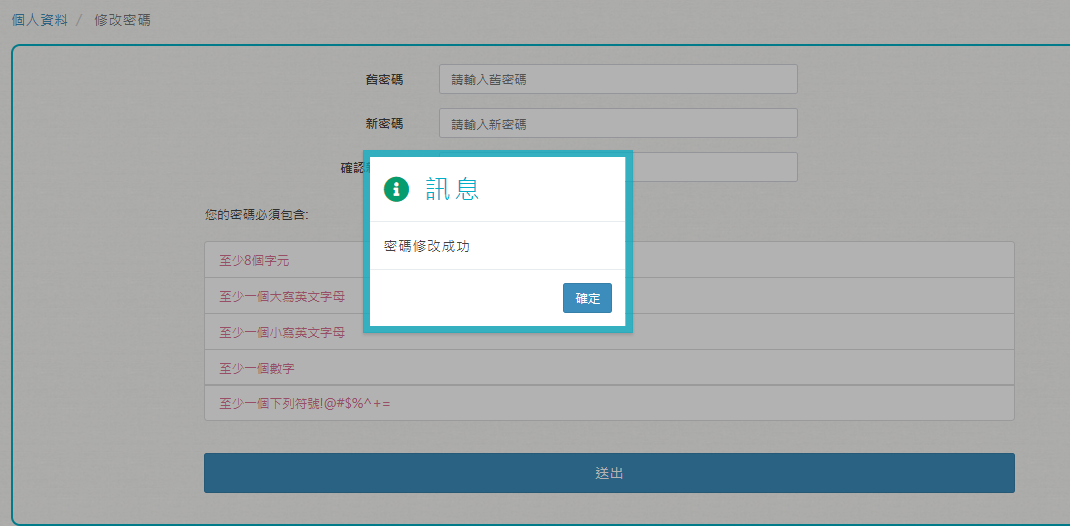 個人資料 / 修改密碼
舊密碼 請輸入舊密碼
新密碼 請輸入新密碼
確認
訊息
密碼修改成功
確定
您的密碼必須包含:
至少8個字元
至少一個大寫英文字母
至少一個小寫英文字母
至少一個數字
至少一個下列符號!@#$%^+=
送出